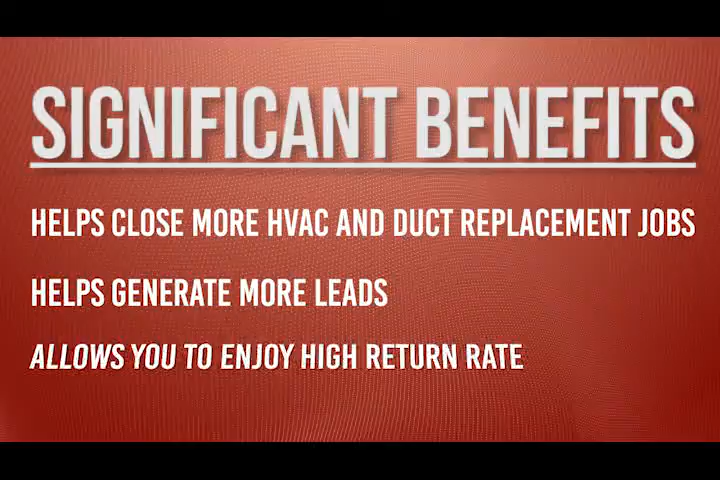 SIGNIFICANT BENEFITS
HELPS CLOSE MORE HVAC AND DUCT REPLACEMENT JOBS
HELPS GENERATE MORE LEADS
ALLOWS YOU TO ENJOY HIGH RETURN RATE